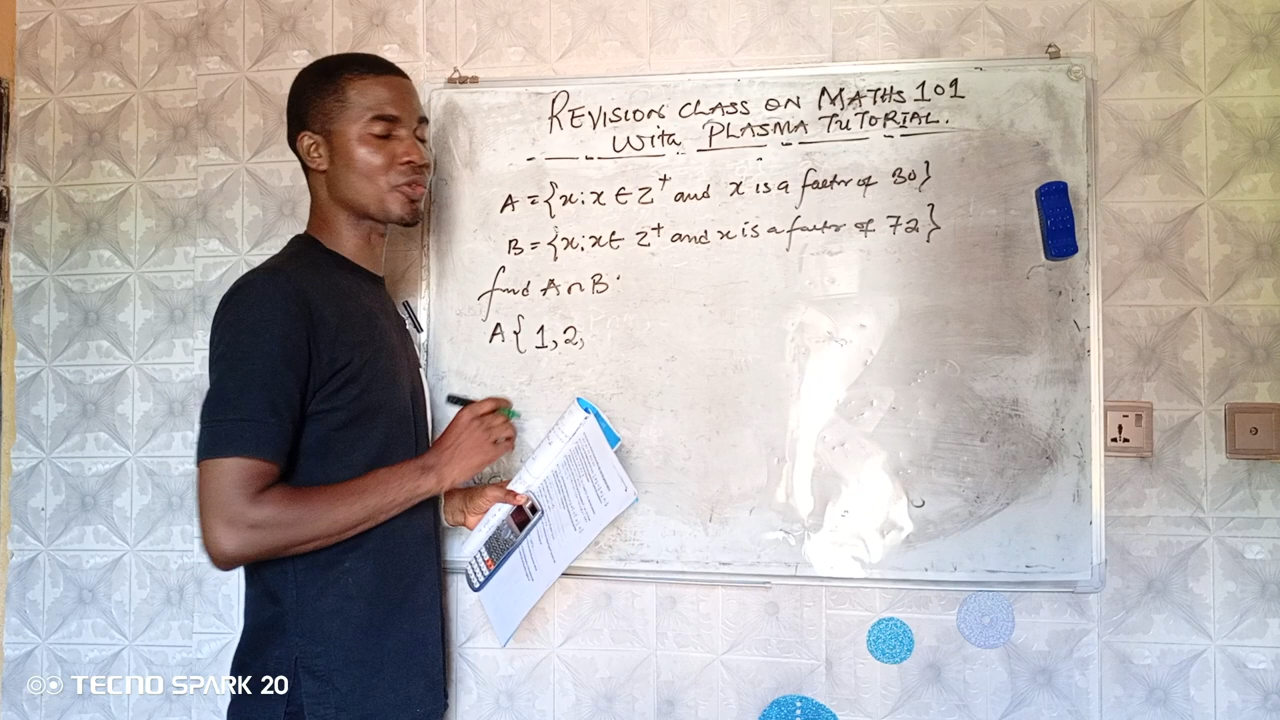 REVISION CLASS ON MATHS 101
With PLASMA TUTORIAL.
A = {x: x ∈ Z⁺ and x is a factor of 30}
B = {x: x ∈ Z⁺ and x is a factor of 72}
find A ∩ B.
A{ 1, 2,
TECNO SPARK 20